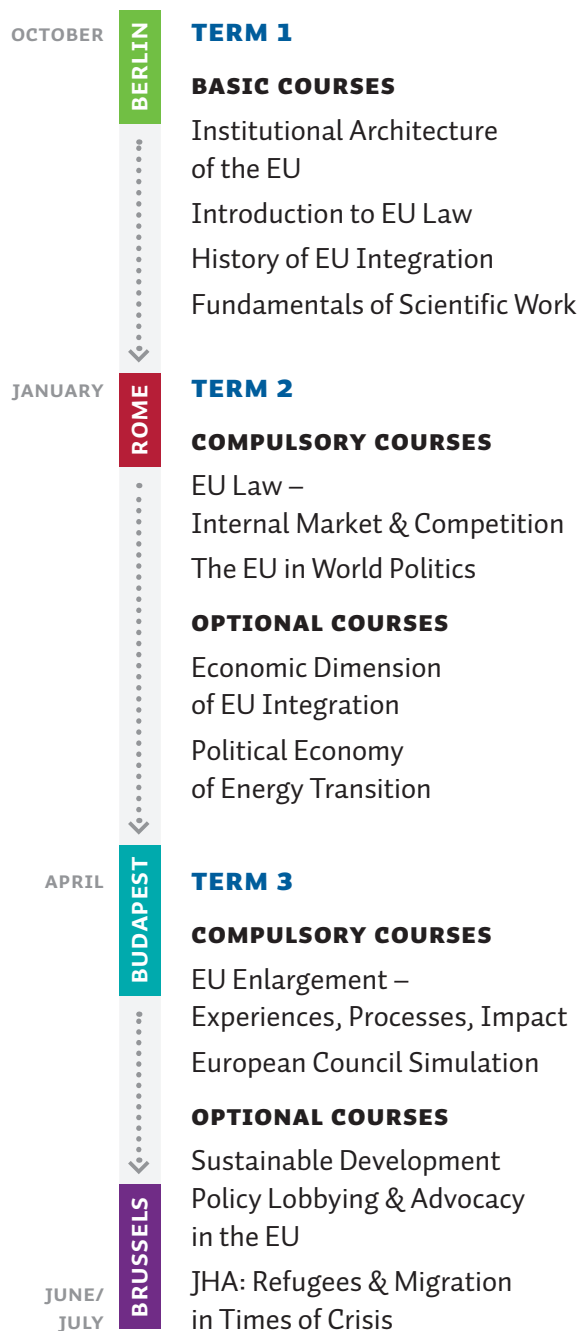 OCTOBER
BERLIN
TERM 1
BASIC COURSES
Institutional Architecture
of the EU
Introduction to EU Law
History of EU Integration
Fundamentals of Scientific Work
JANUARY
ROME
TERM 2
COMPULSORY COURSES
EU Law –
Internal Market & Competition
The EU in World Politics
OPTIONAL COURSES
Economic Dimension
of EU Integration
Political Economy
of Energy Transition
APRIL
BUDAPEST
TERM 3
COMPULSORY COURSES
EU Enlargement –
Experiences, Processes, Impact
European Council Simulation
OPTIONAL COURSES
Sustainable Development
Policy Lobbying & Advocacy
in the EU
JUNE/
JULY
BRUSSELS
JHA: Refugees & Migration
in Times of Crisis